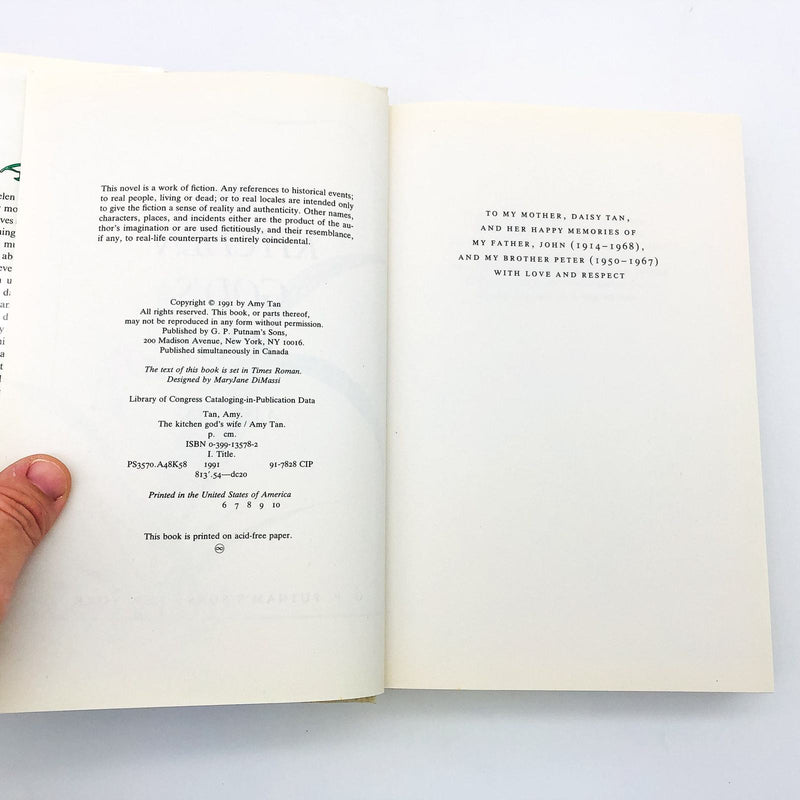 elen
mo
ves
ning
mu
ab
eve
n u
This novel is a work of fiction. Any references to historical events;
to real people, living or dead; or to real locales are intended only
to give the fiction a sense of reality and authenticity. Other names,
characters, places, and incidents either are the product of the au-
thor's imagination or are used fictitiously, and their resemblance,
if any, to real-life counterparts is entirely coincidental.
Copyright © 1991 by Amy Tan
All rights reserved. This book, or parts thereof,
may not be reproduced in any form without permission.
Published by G. P. Putnam's Sons,
200 Madison Avenue, New York, NY 10016.
Published simultaneously in Canada
The text of this book is set in Times Roman.
Designed by MaryJane DiMassi
Library of Congress Cataloging-in-Publication Data
Tan, Amy.
The kitchen god's wife / Amy Tan.
p. cm.
ISBN 0-399-13578-2
I. Title.
PS3570.A48K58 1991 91-7828 CIP
813'.54—dc20
Printed in the United States of America
6 7 8 9 10
This book is printed on acid-free paper.
TO MY MOTHER, DAISY TAN,
AND HER HAPPY MEMORIES OF
MY FATHER, JOHN (1914–1968),
AND MY BROTHER PETER (1950–1967)
WITH LOVE AND RESPECT